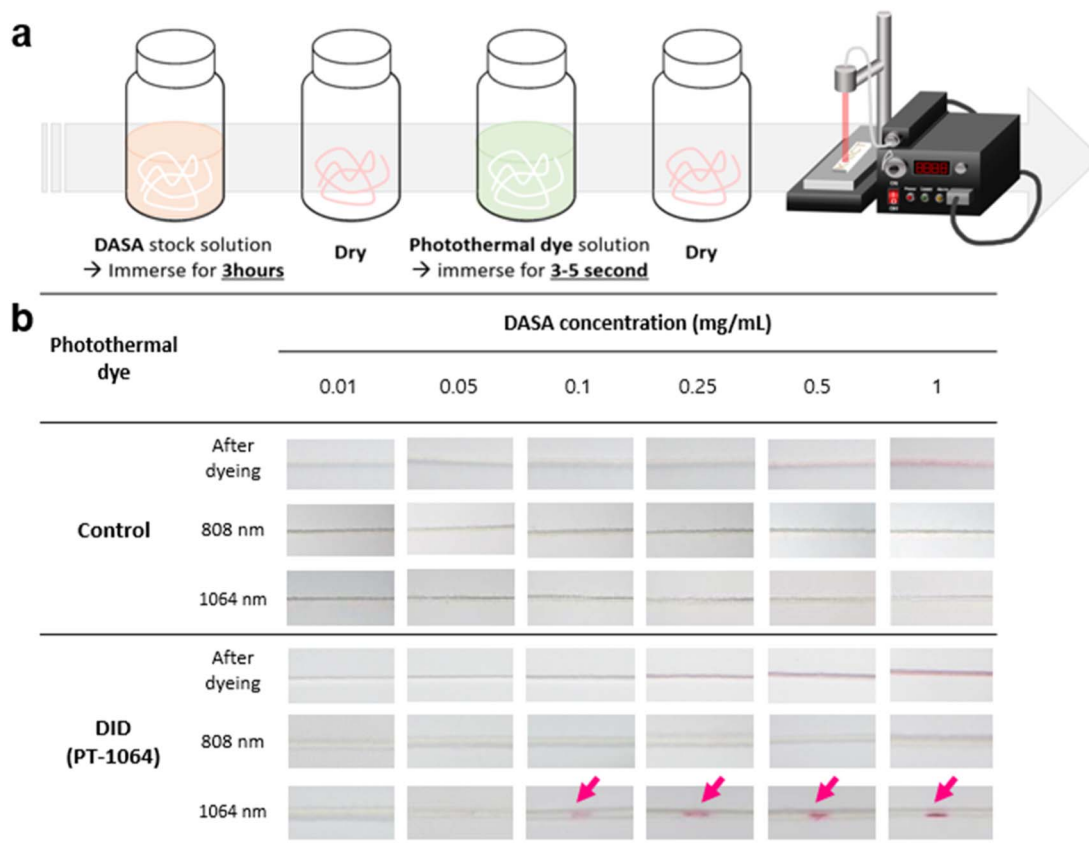 a
DASA stock solution
→ Immerse for 3hours
Dry
Photothermal dye solution
→ immerse for 3-5 second
Dry
b
Photothermal
dye
DASA concentration (mg/mL)
0.01 0.05 0.1 0.25 0.5 1
Control
After
dyeing
808 nm
1064 nm
DID
(PT-1064)
After
dyeing
808 nm
1064 nm